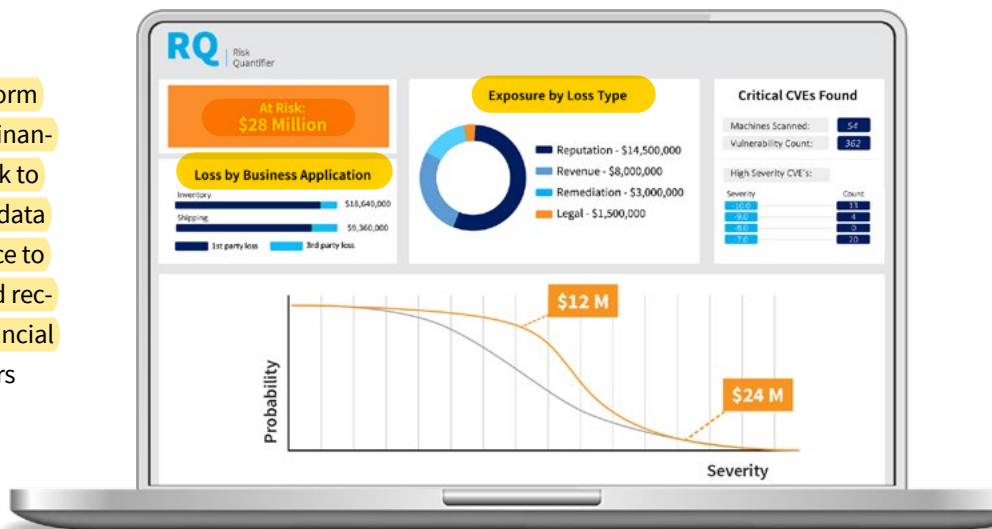 orm
inan-
k to
data
ce to
d rec-
ncial
rs
RQ
Risk
Quantifier
At Risk:
$28 Million
Loss by Business Application
Inventory
$18,640,000
Shipping
$9,360,000
1st party loss
3rd party loss
Exposure by Loss Type
Reputation - $14,500,000
Revenue - $8,000,000
Remediation - $3,000,000
Legal - $1,500,000
Critical CVEs Found
Machines Scanned: 54
Vulnerability Count: 362
High Severity CVE's:
Severity Count
-10.0 13
-9.0 4
-8.0 0
-7.0 20
Probability
$12 M
$24 M
Severity